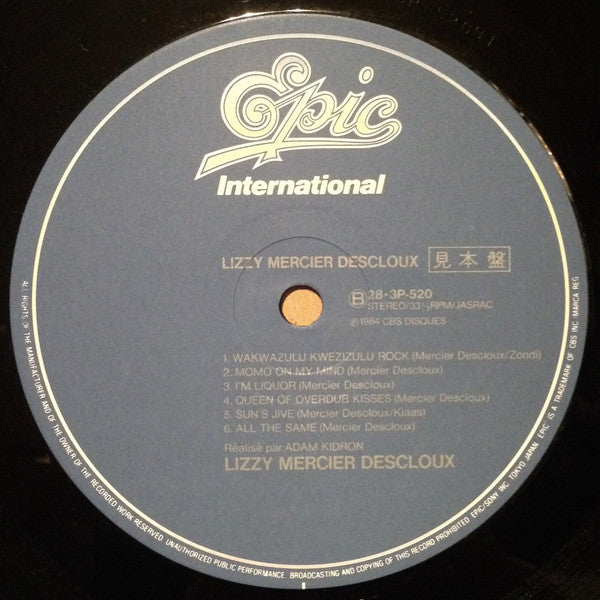 Epic
International
LIZZY MERCIER DESCLOUX 見本盤
B 28・3P-520
STEREO/33⅓RPM/JASRAC
Ⓟ1984 CBS DISQUES
1. WAKWAZULU KWEZIZULU ROCK (Mercier Descloux/Zondi)
2. MOMO ON MY MIND (Mercier Descloux)
3. I'M LIQUOR (Mercier Descloux)
4. QUEEN OF OVERDUB KISSES (Mercier Descloux)
5. SUN'S JIVE (Mercier Descloux/Klaas)
6. ALL THE SAME (Mercier Descloux)
Réalisé par ADAM KIDRON
LIZZY MERCIER DESCLOUX
ALL RIGHTS OF THE MANUFACTURER AND OF THE OWNER OF THE RECORDED WORK RESERVED UNAUTHORIZED PUBLIC PERFORMANCE BROADCASTING AND COPYING OF THIS RECORD PROHIBITED EPIC/SONY INC. TOKYO JAPAN EPIC IS A TRADEMARK OF CBS INC. MARCA REG.